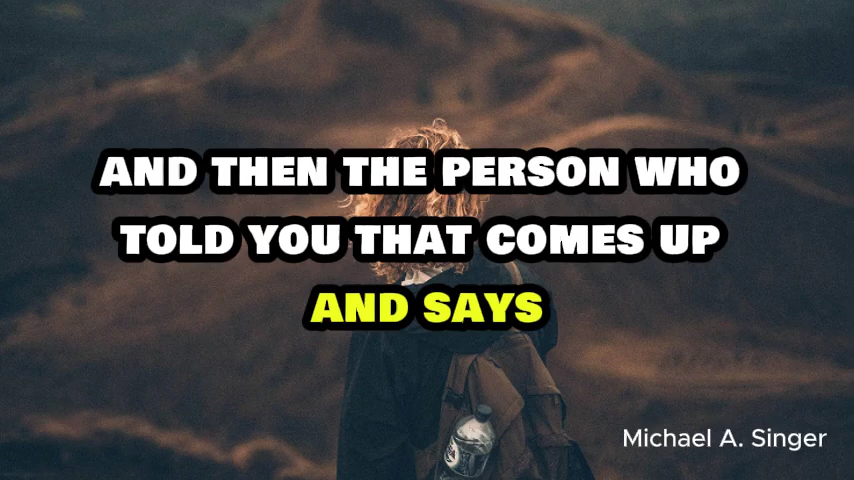 AND THEN THE PERSON WHO
TOLD YOU THAT COMES UP
AND SAYS
Michael A. Singer